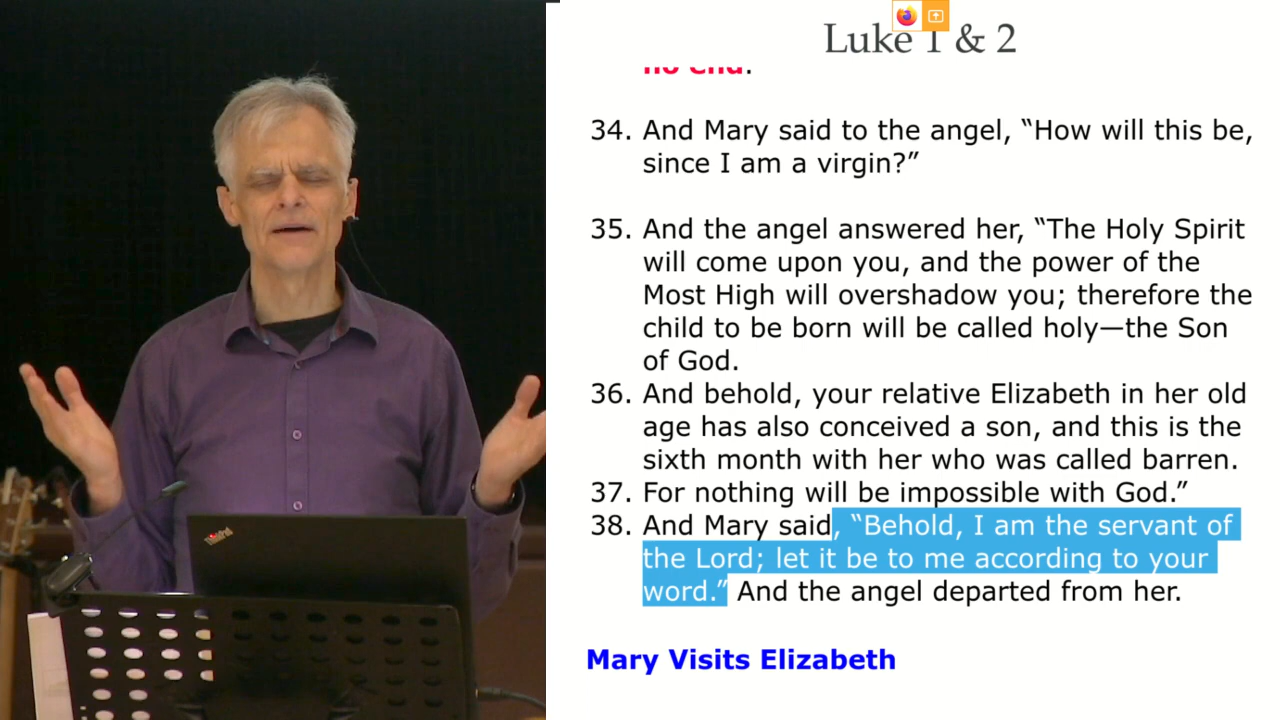 Luke 1 & 2
no end.
34. And Mary said to the angel, “How will this be,
since I am a virgin?”
35. And the angel answered her, “The Holy Spirit
will come upon you, and the power of the
Most High will overshadow you; therefore the
child to be born will be called holy—the Son
of God.
36. And behold, your relative Elizabeth in her old
age has also conceived a son, and this is the
sixth month with her who was called barren.
37. For nothing will be impossible with God.”
38. And Mary said, “Behold, I am the servant of
the Lord; let it be to me according to your
word.” And the angel departed from her.
Mary Visits Elizabeth